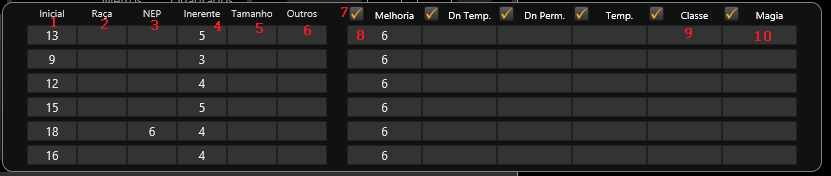 Inicial Raça NEP Inerente Tamanho Outros 7 Melhoria Dn Temp. Dn Perm. Temp. Classe Magia
1 2 3 4 5 6 8 9 10
13 5 6
9 3 6
12 4 6
15 5 6
18 6 4 6
16 4 6